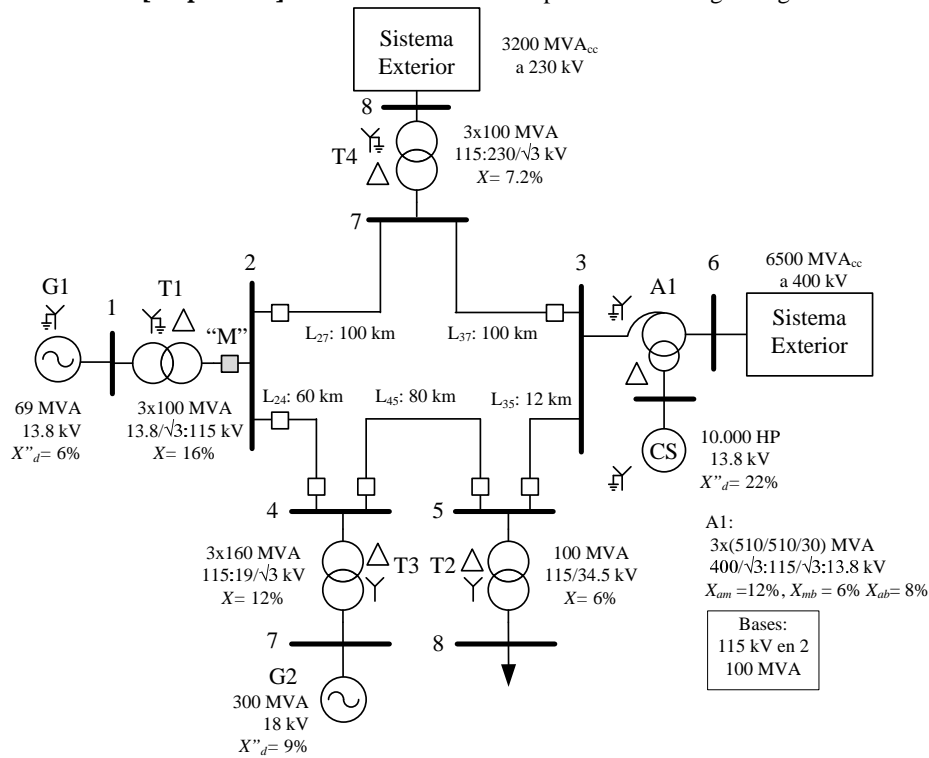 Sistema
Exterior
3200 MVAcc
a 230 kV
8
T4
3x100 MVA
115:230/√3 kV
X= 7.2%
7
2
3
6
6500 MVAcc
a 400 kV
G1
1
T1
"M"
A1
Sistema
Exterior
L27: 100 km
L37: 100 km
69 MVA
13.8 kV
X"d= 6%
3x100 MVA
13.8/√3:115 kV
X= 16%
L24: 60 km
L45: 80 km
L35: 12 km
CS
10.000 HP
13.8 kV
X"d= 22%
4
5
3x160 MVA
115:19/√3 kV
X= 12%
T3
T2
100 MVA
115/34.5 kV
X= 6%
A1:
3x(510/510/30) MVA
400/√3:115/√3:13.8 kV
Xam =12%, Xmb = 6% Xab= 8%
Bases:
115 kV en 2
100 MVA
7
8
G2
300 MVA
18 kV
X"d= 9%